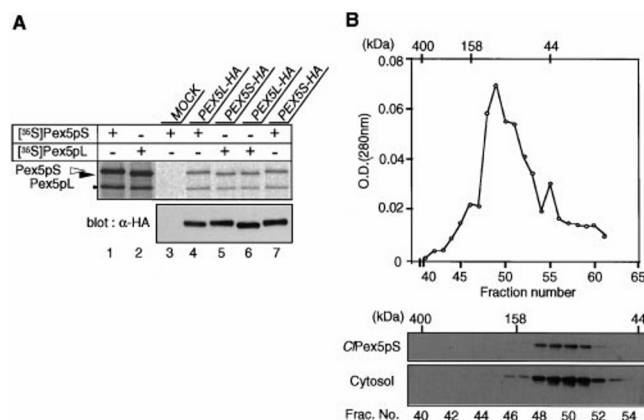 A
MOCK
PEX5L-HA
PEX5S-HA
PEX5L-HA
PEX5S-HA
[³⁵S]Pex5pS + - + + - - +
[³⁵S]Pex5pL - + - - + + -
Pex5pS
Pex5pL
blot : α-HA
1 2 3 4 5 6 7
B
(kDa) 400 158 44
0.08
0.06
0.04
0.02
0
O.D.(280nm)
40 45 50 55 60 65
Fraction number
(kDa) 400 158 44
ClPex5pS
Cytosol
Frac. No. 40 42 44 46 48 50 52 54